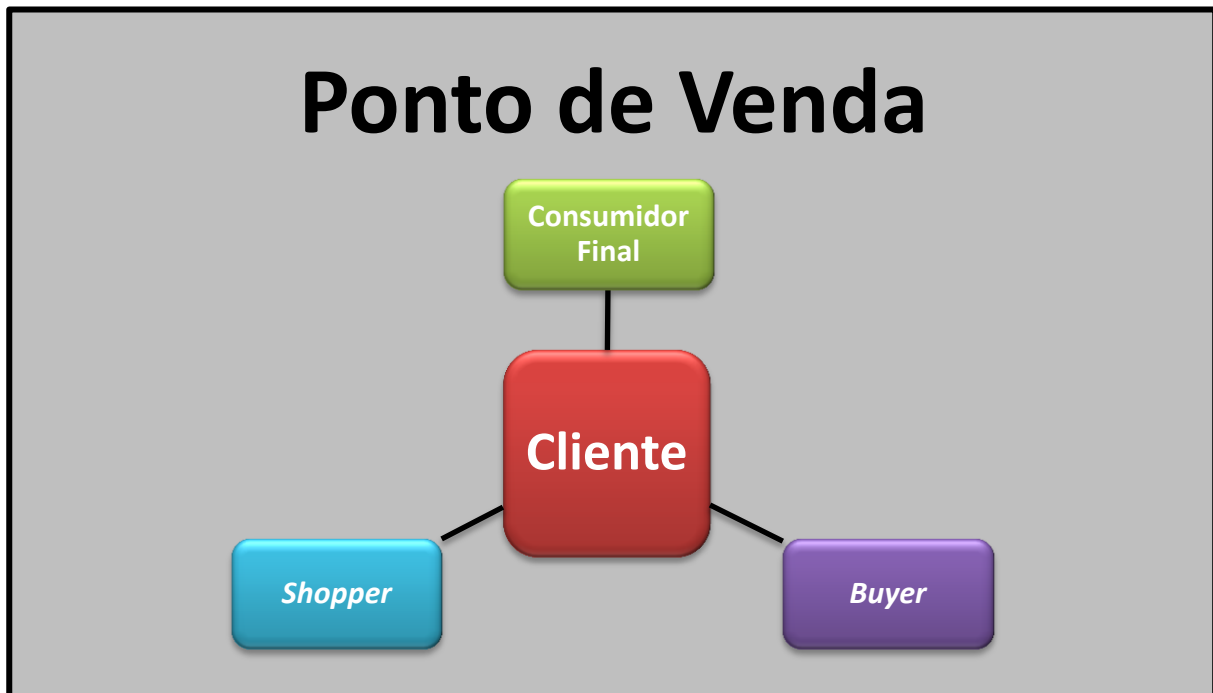 Ponto de Venda
Consumidor
Final
Cliente
Shopper
Buyer